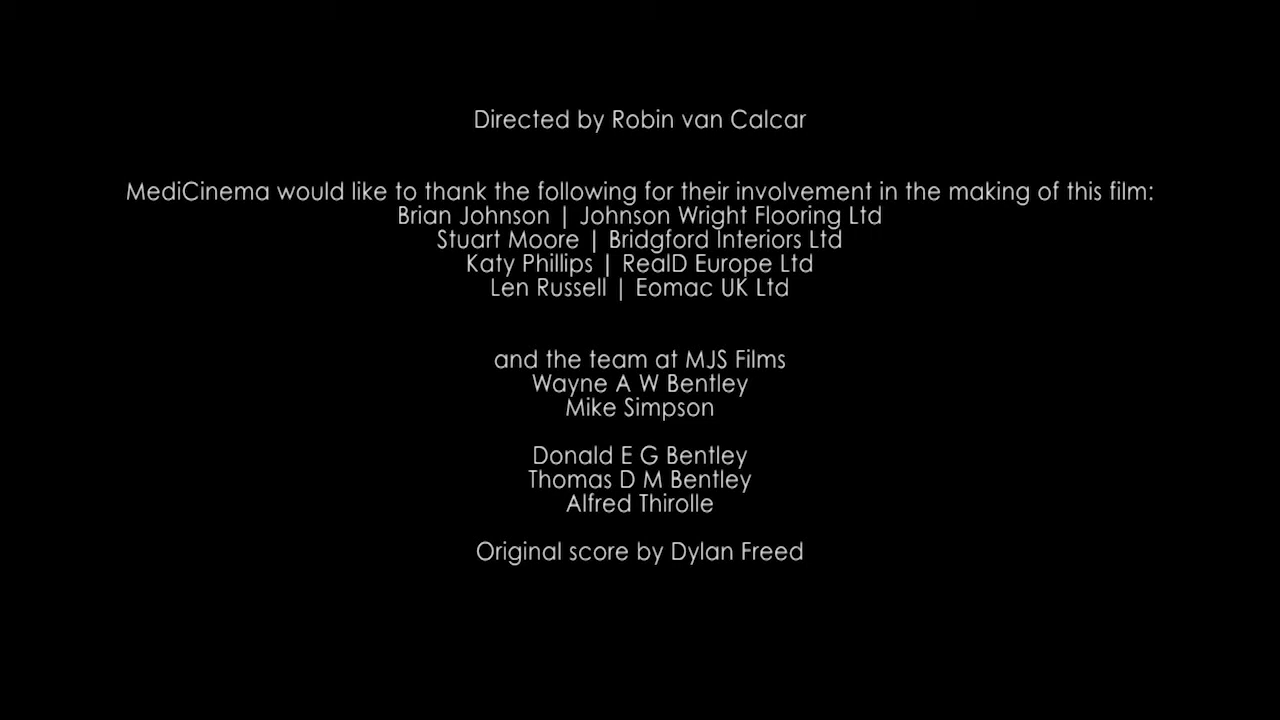 Directed by Robin van Calcar
MediCinema would like to thank the following for their involvement in the making of this film:
Brian Johnson | Johnson Wright Flooring Ltd
Stuart Moore | Bridgford Interiors Ltd
Katy Phillips | RealD Europe Ltd
Len Russell | Eomac UK Ltd
and the team at MJS Films
Wayne A W Bentley
Mike Simpson
Donald E G Bentley
Thomas D M Bentley
Alfred Thirolle
Original score by Dylan Freed